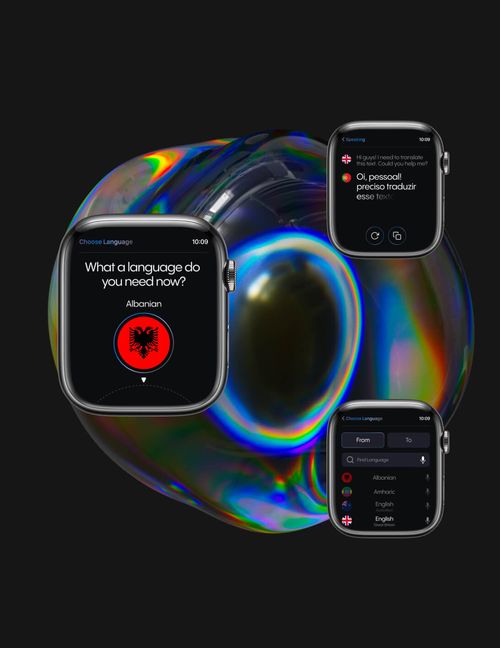 Choose Language 10:09
What a language do
you need now?
Albanian
Speaking 10:09
Hi guys! I need to translate
this text. Could you help me?
Oi, pessoal!
preciso traduzir
esse texto
Choose Language 10:09
From To
Find Language
Albanian
Amharic
English
English
Great Britain